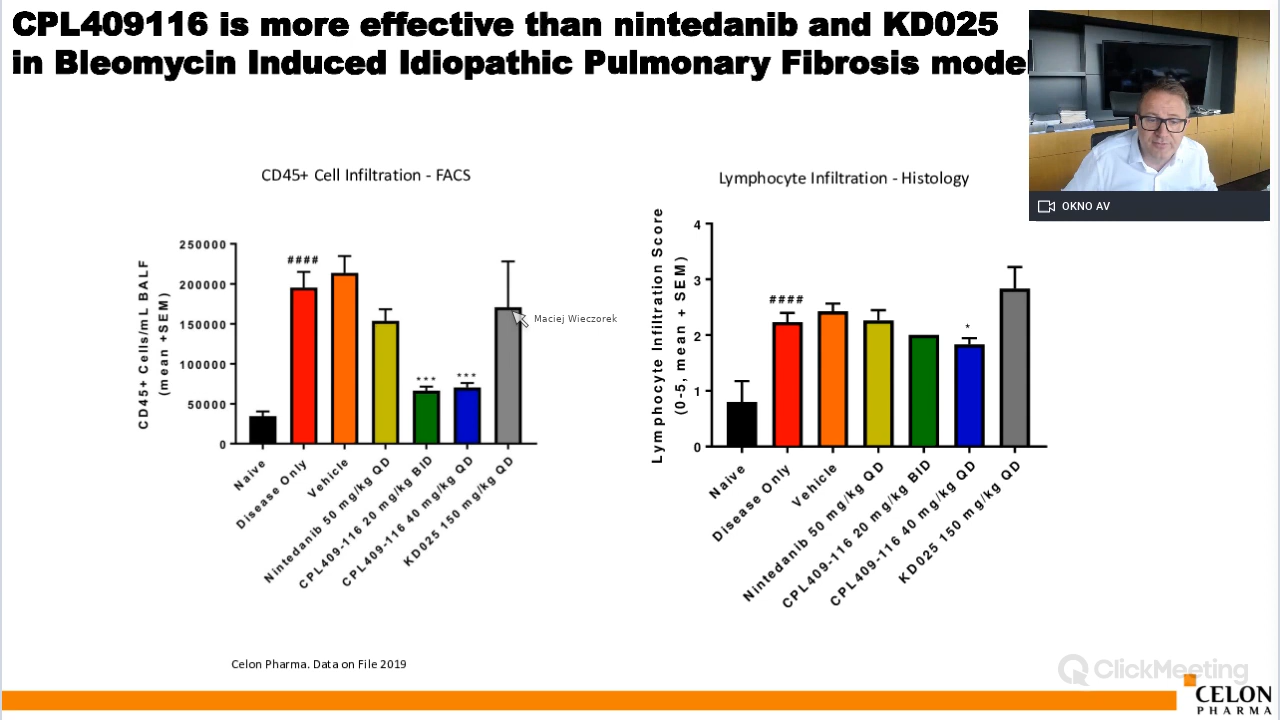 CPL409116 is more effective than nintedanib and KD025
in Bleomycin Induced Idiopathic Pulmonary Fibrosis model
OKNO AV
CD45+ Cell Infiltration - FACS
CD45+ Cells/mL BALF
(mean +SEM)
250000
200000
150000
100000
50000
0
####
***
***
Maciej Wieczorek
Naive
Disease Only
Vehicle
Nintedanib 50 mg/kg QD
CPL409-116 20 mg/kg BID
CPL409-116 40 mg/kg QD
KD025 150 mg/kg QD
Lymphocyte Infiltration - Histology
Lymphocyte Infiltration Score
(0-5, mean + SEM)
4
3
2
1
0
####
*
Naive
Disease Only
Vehicle
Nintedanib 50 mg/kg QD
CPL409-116 20 mg/kg BID
CPL409-116 40 mg/kg QD
KD025 150 mg/kg QD
Celon Pharma. Data on File 2019
ClickMeeting
CELON
PHARMA